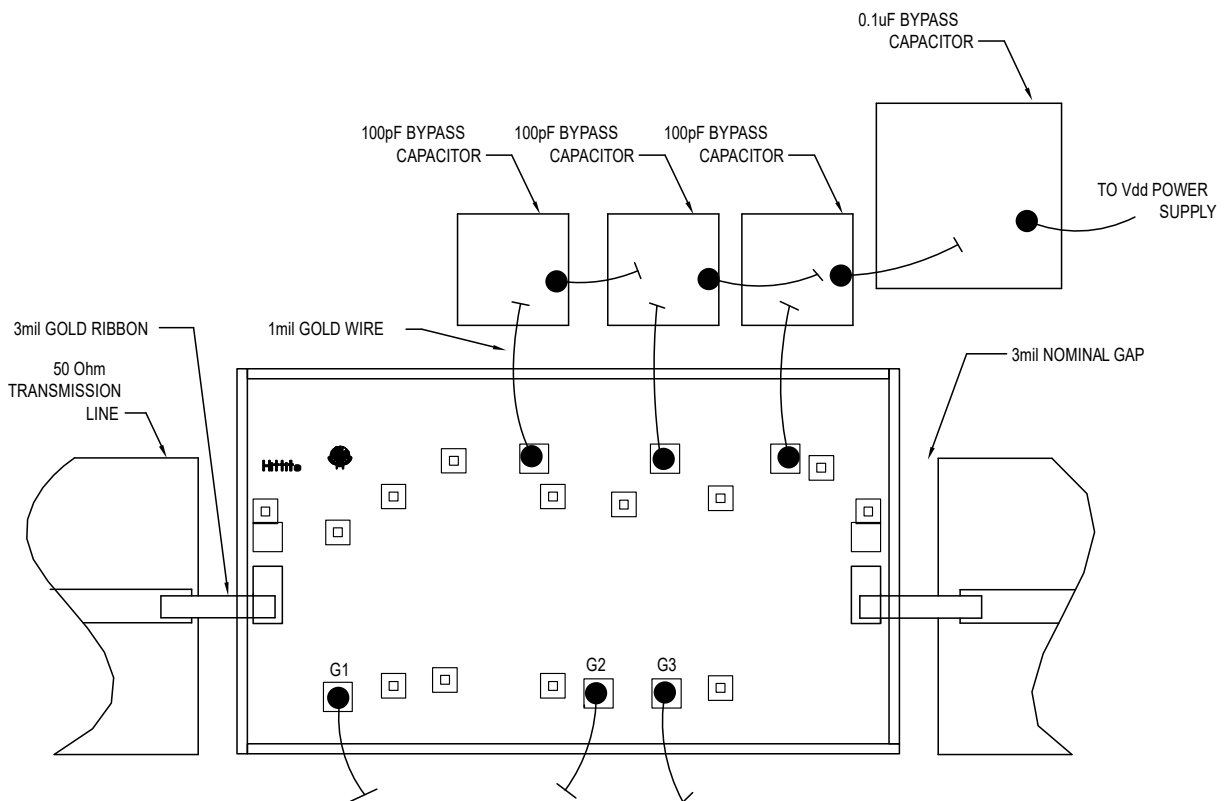 0.1uF BYPASS
CAPACITOR
100pF BYPASS
CAPACITOR
100pF BYPASS
CAPACITOR
100pF BYPASS
CAPACITOR
TO Vdd POWER
SUPPLY
3mil GOLD RIBBON
1mil GOLD WIRE
3mil NOMINAL GAP
50 Ohm
TRANSMISSION
LINE
Hittite
G1
G2
G3